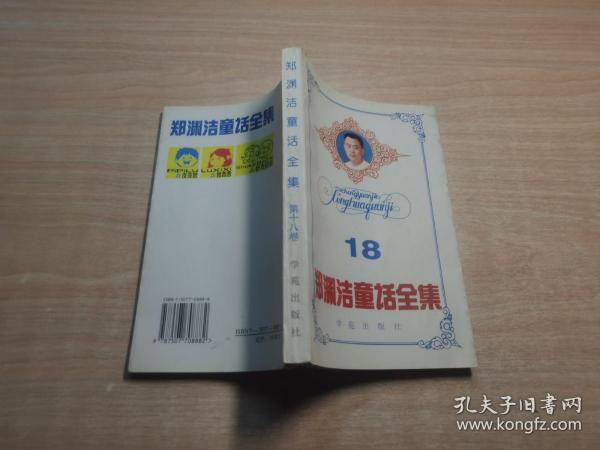 郑渊洁童话全集
PIPILU
LUXIXI
郑渊洁童话全集 第十八卷 学苑出版社
zhengyuanjie
tonghuaquanji
18
郑渊洁童话全集
学苑出版社
孔夫子旧书网
www.kongfz.com